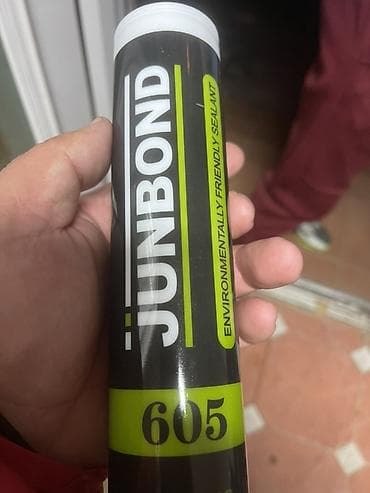 JUNBOND
ENVIRONMENTALLY FRIENDLY SEALANT
605